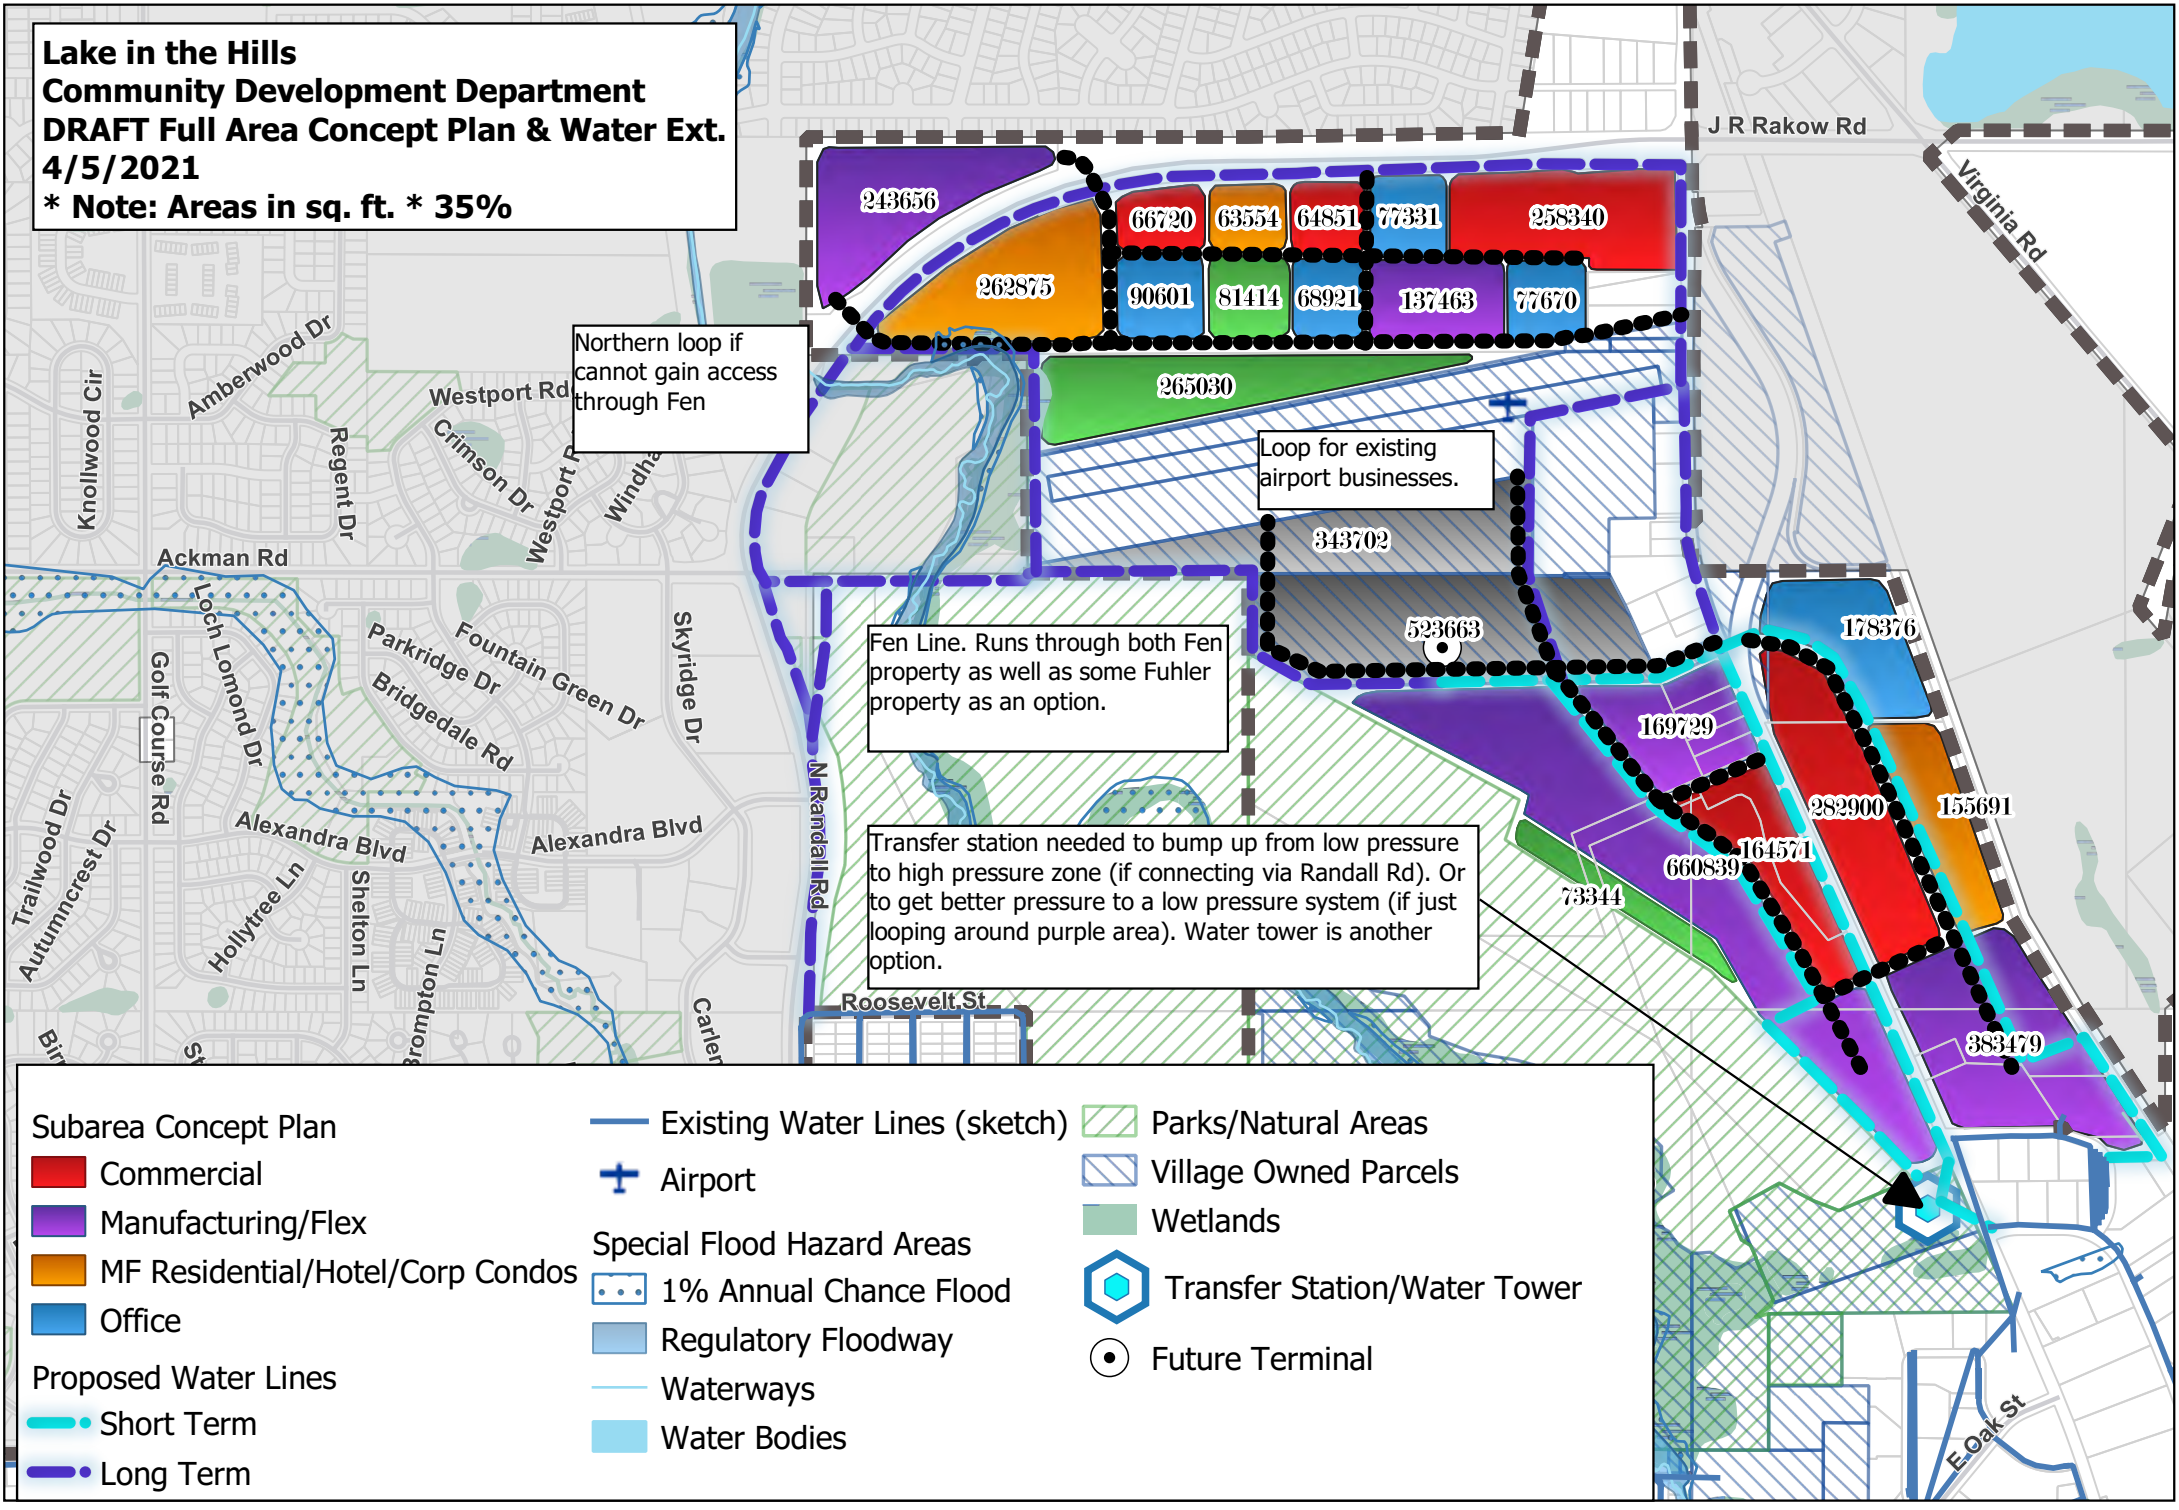 Lake in the Hills
Community Development Department
DRAFT Full Area Concept Plan & Water Ext.
4/5/2021
* Note: Areas in sq. ft. * 35%
J R Rakow Rd
Virginia Rd
243656
66720
63554
64851
77331
258340
262875
90601
81414
68921
137463
77670
265030
Northern loop if
cannot gain access
through Fen
Loop for existing
airport businesses.
343702
523663
178376
Fen Line. Runs through both Fen
property as well as some Fuhler
property as an option.
169729
282900
155691
164571
660839
73344
383479
Transfer station needed to bump up from low pressure
to high pressure zone (if connecting via Randall Rd). Or
to get better pressure to a low pressure system (if just
looping around purple area). Water tower is another
option.
Amberwood Dr
Knollwood Cir
Regent Dr
Westport Rd
Crimson Dr
Westport R
Windha
Ackman Rd
Loch Lomond Dr
Golf Course Rd
Parkridge Dr
Fountain Green Dr
Bridgedale Rd
Skyridge Dr
N Randall Rd
Trailwood Dr
Autumncrest Dr
Alexandra Blvd
Alexandra Blvd
Hollytree Ln
Shelton Ln
Brompton Ln
Carlen
Roosevelt St
Bir
St
E Oak St
Subarea Concept Plan
Commercial
Manufacturing/Flex
MF Residential/Hotel/Corp Condos
Office
Proposed Water Lines
Short Term
Long Term
Existing Water Lines (sketch)
Airport
Special Flood Hazard Areas
1% Annual Chance Flood
Regulatory Floodway
Waterways
Water Bodies
Parks/Natural Areas
Village Owned Parcels
Wetlands
Transfer Station/Water Tower
Future Terminal